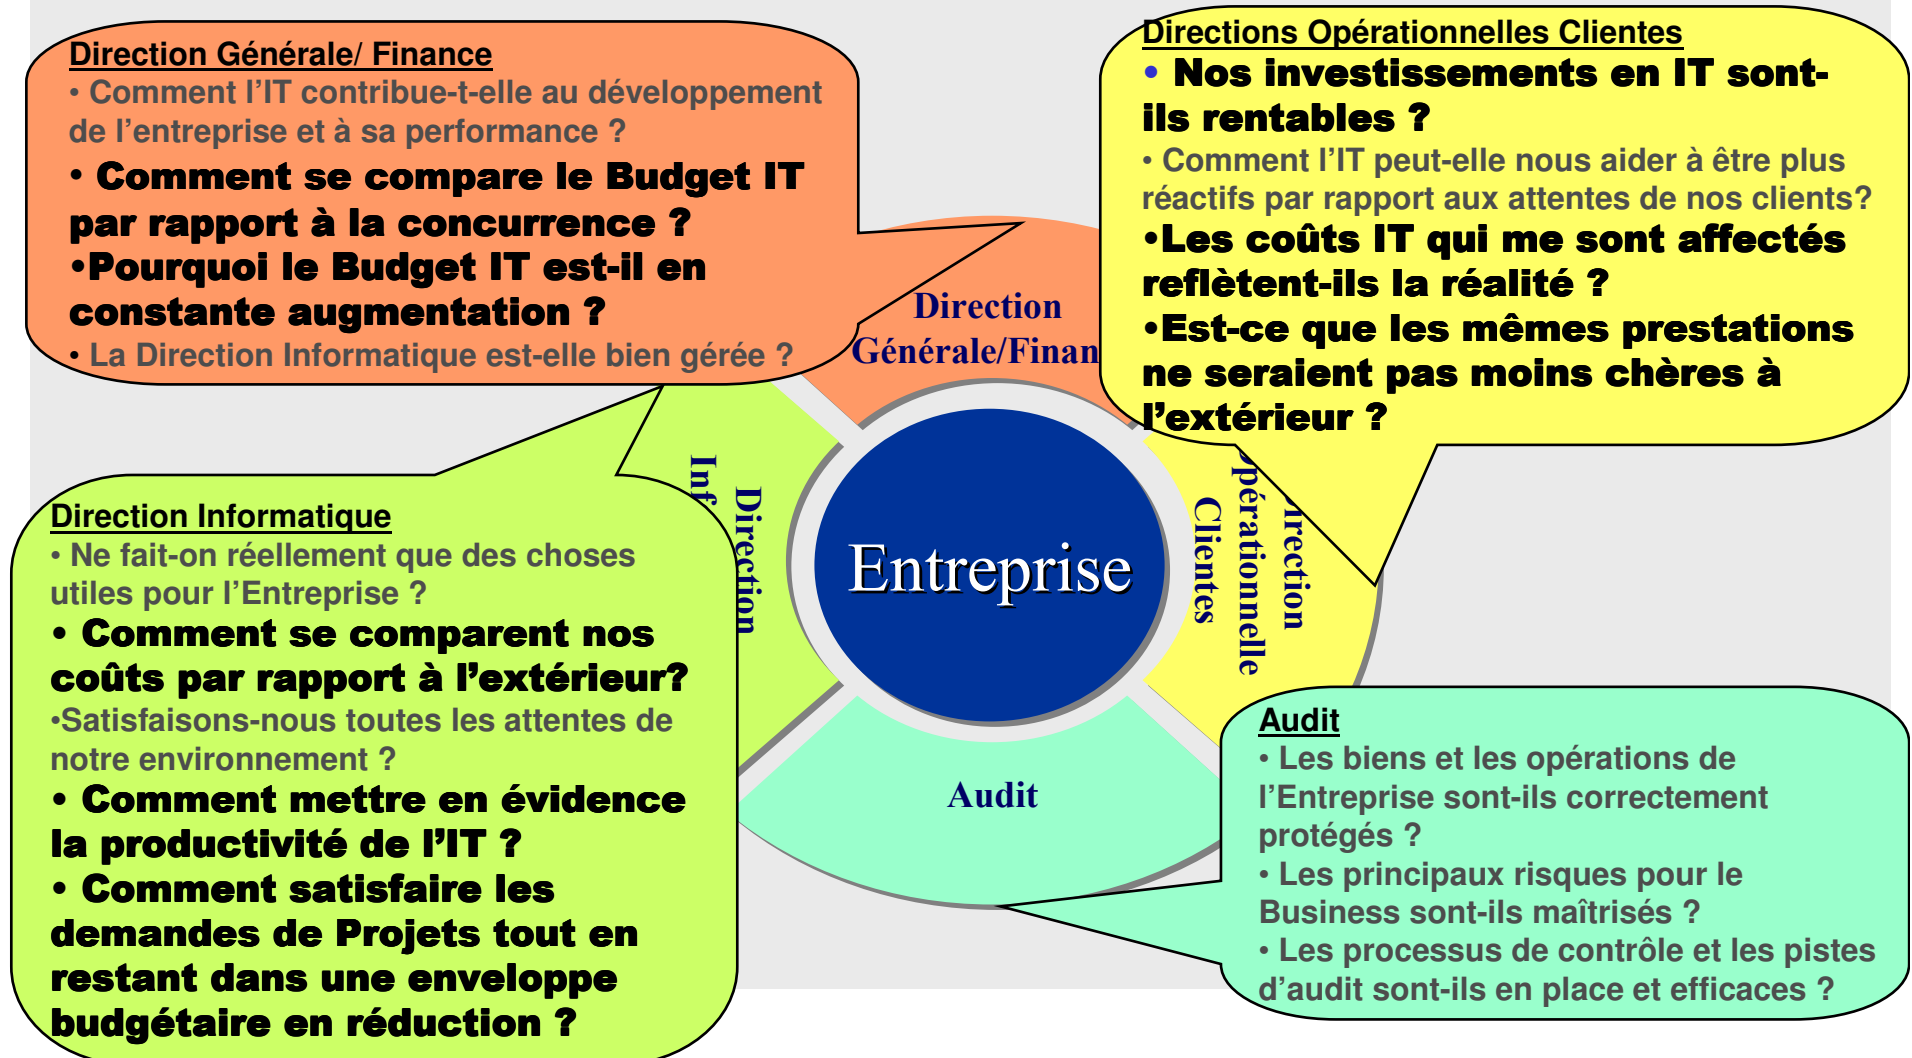 Direction Générale/ Finance
• Comment l'IT contribue-t-elle au développement
de l'entreprise et à sa performance ?
• Comment se compare le Budget IT
par rapport à la concurrence ?
•Pourquoi le Budget IT est-il en
constante augmentation ?
• La Direction Informatique est-elle bien gérée ?
Directions Opérationnelles Clientes
• Nos investissements en IT sont-
ils rentables ?
• Comment l'IT peut-elle nous aider à être plus
réactifs par rapport aux attentes de nos clients?
•Les coûts IT qui me sont affectés
reflètent-ils la réalité ?
•Est-ce que les mêmes prestations
ne seraient pas moins chères à
l'extérieur ?
Direction
Générale/Finan
Direction
Inf
Entreprise
irection
pérationnelle
Clientes
Audit
Direction Informatique
• Ne fait-on réellement que des choses
utiles pour l'Entreprise ?
• Comment se comparent nos
coûts par rapport à l'extérieur?
•Satisfaisons-nous toutes les attentes de
notre environnement ?
• Comment mettre en évidence
la productivité de l'IT ?
• Comment satisfaire les
demandes de Projets tout en
restant dans une enveloppe
budgétaire en réduction ?
Audit
• Les biens et les opérations de
l'Entreprise sont-ils correctement
protégés ?
• Les principaux risques pour le
Business sont-ils maîtrisés ?
• Les processus de contrôle et les pistes
d'audit sont-ils en place et efficaces ?